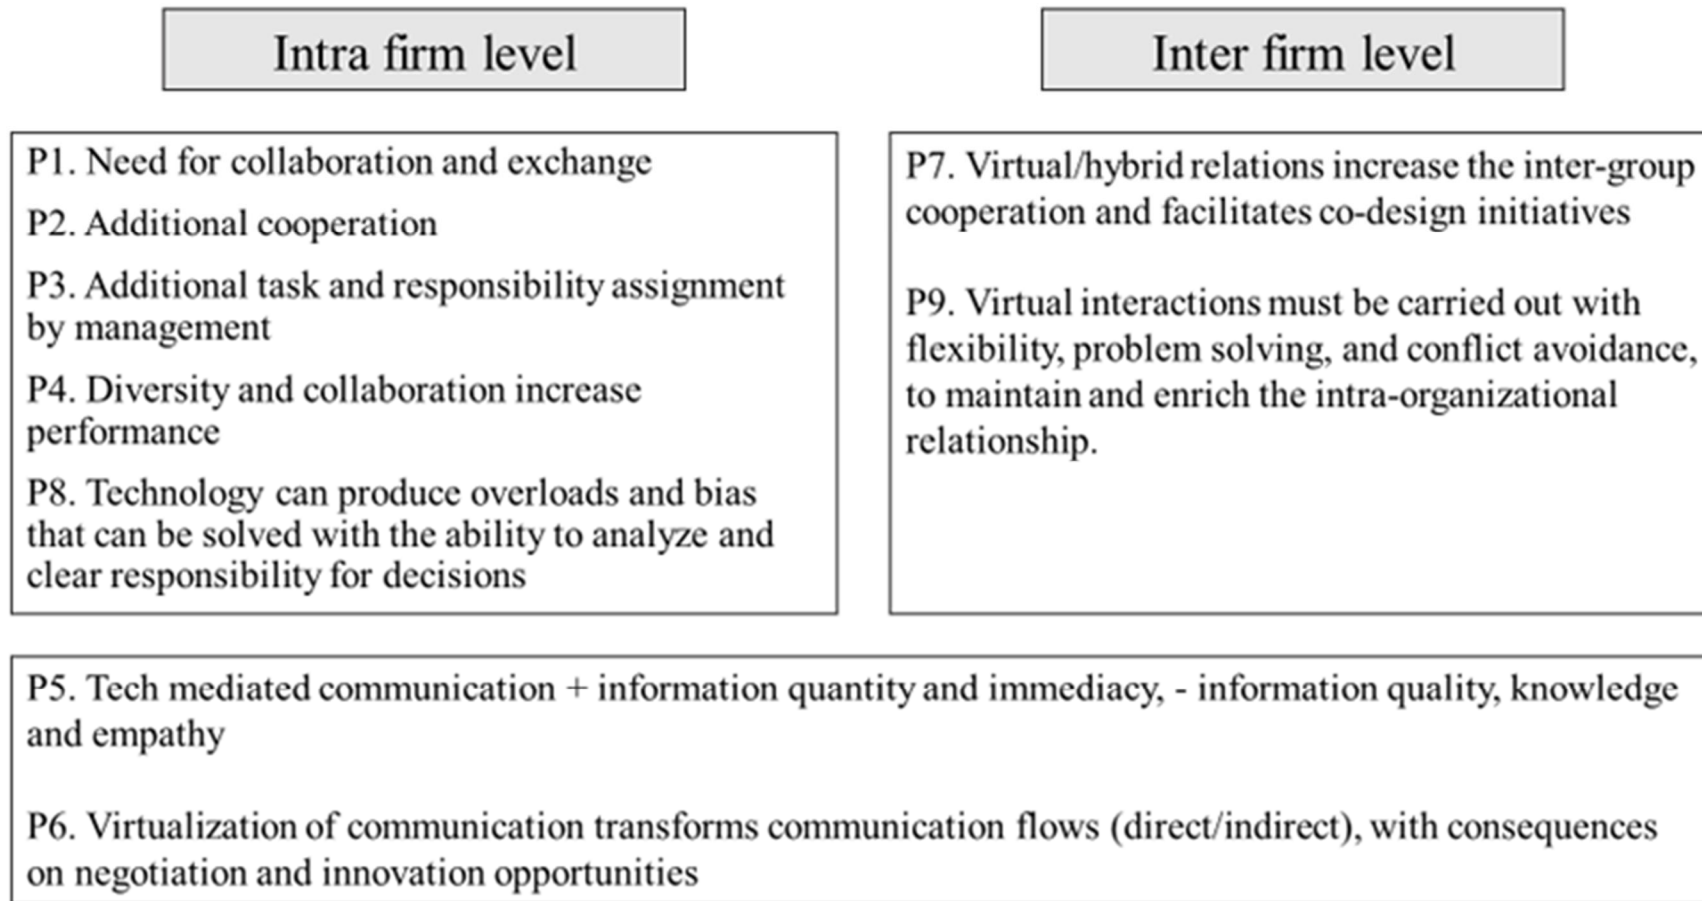 Intra firm level
Inter firm level
P1. Need for collaboration and exchange
P2. Additional cooperation
P3. Additional task and responsibility assignment
by management
P4. Diversity and collaboration increase
performance
P8. Technology can produce overloads and bias
that can be solved with the ability to analyze and
clear responsibility for decisions
P7. Virtual/hybrid relations increase the inter-group
cooperation and facilitates co-design initiatives
P9. Virtual interactions must be carried out with
flexibility, problem solving, and conflict avoidance,
to maintain and enrich the intra-organizational
relationship.
P5. Tech mediated communication + information quantity and immediacy, - information quality, knowledge
and empathy
P6. Virtualization of communication transforms communication flows (direct/indirect), with consequences
on negotiation and innovation opportunities